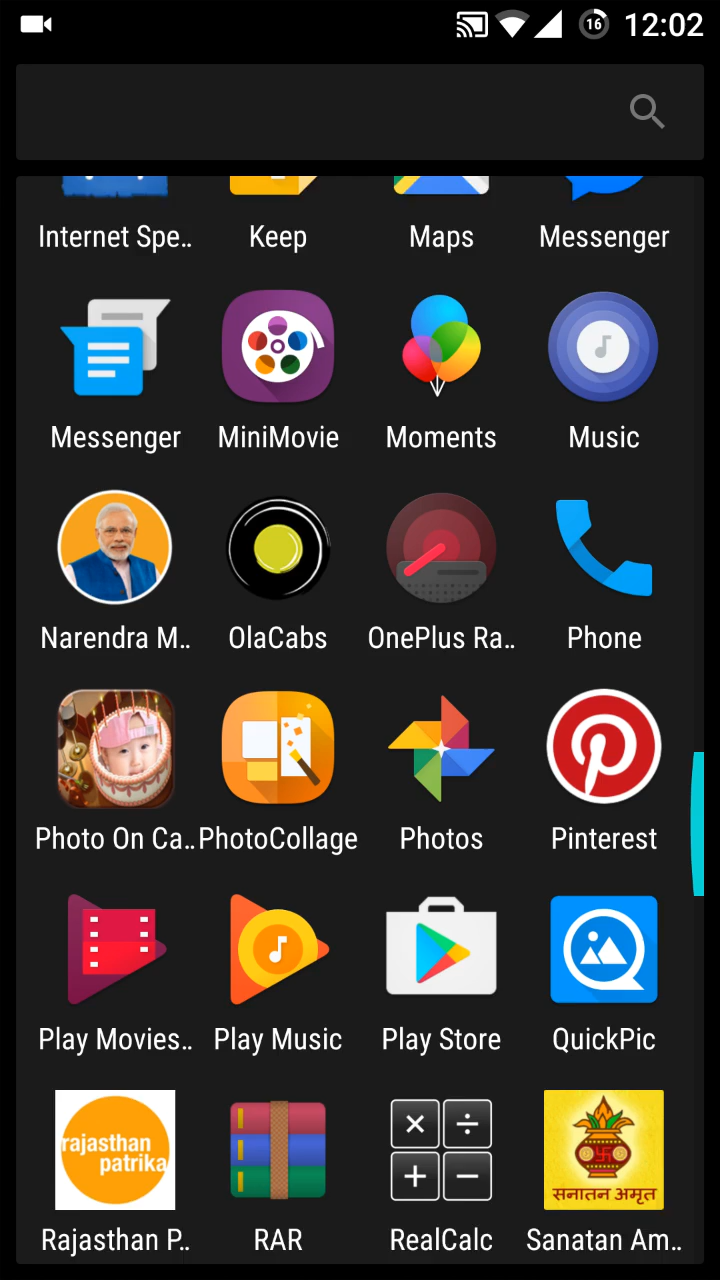 16 12:02
Internet Spe.. Keep Maps Messenger
Messenger MiniMovie Moments Music
Narendra M.. OlaCabs OnePlus Ra.. Phone
Photo On Ca.. PhotoCollage Photos Pinterest
Play Movies.. Play Music Play Store QuickPic
rajasthan
patrika
सनातन अमृत
Rajasthan P.. RAR RealCalc Sanatan Am..